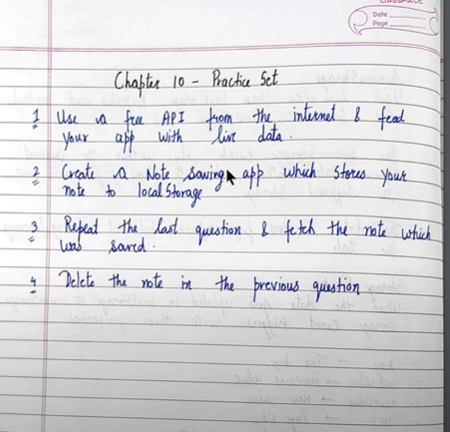 CLASSMATE
Date
Page
Chapter 10 - Practice Set
1 Use a free API from the internet & feed
your app with live data.
2 Create a Note saving app which stores your
note to localStorage
3 Repeat the last question & fetch the note which
was saved.
4 Delete the note in the previous question